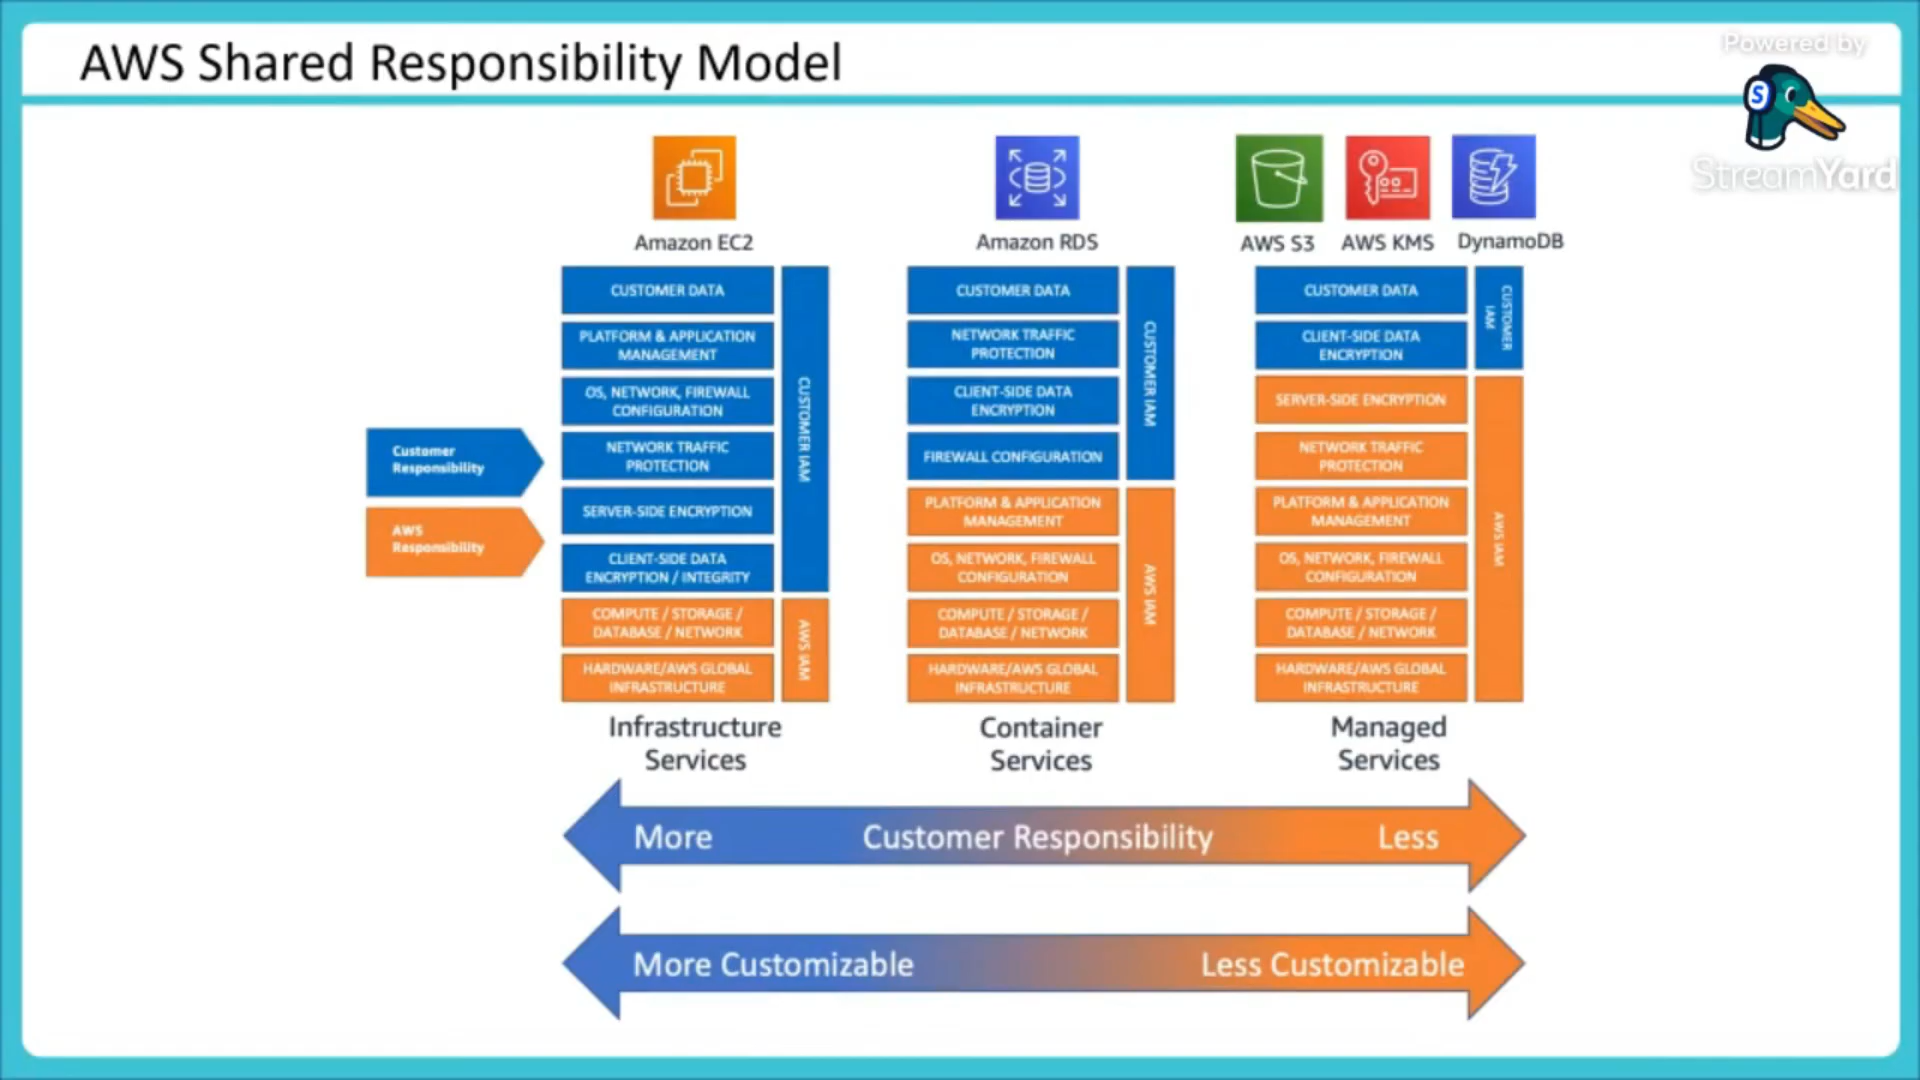 AWS Shared Responsibility Model
Powered by
S
StreamYard
Amazon EC2
Amazon RDS
AWS S3
AWS KMS
DynamoDB
Customer
Responsibility
AWS
Responsibility
CUSTOMER DATA
PLATFORM & APPLICATION
MANAGEMENT
OS, NETWORK, FIREWALL
CONFIGURATION
NETWORK TRAFFIC
PROTECTION
SERVER-SIDE ENCRYPTION
CLIENT-SIDE DATA
ENCRYPTION / INTEGRITY
COMPUTE / STORAGE /
DATABASE / NETWORK
HARDWARE/AWS GLOBAL
INFRASTRUCTURE
CUSTOMER IAM
AWS IAM
Infrastructure
Services
CUSTOMER DATA
NETWORK TRAFFIC
PROTECTION
CLIENT-SIDE DATA
ENCRYPTION
FIREWALL CONFIGURATION
PLATFORM & APPLICATION
MANAGEMENT
OS, NETWORK, FIREWALL
CONFIGURATION
COMPUTE / STORAGE /
DATABASE / NETWORK
HARDWARE/AWS GLOBAL
INFRASTRUCTURE
CUSTOMER IAM
AWS IAM
Container
Services
CUSTOMER DATA
CLIENT-SIDE DATA
ENCRYPTION
SERVER-SIDE ENCRYPTION
NETWORK TRAFFIC
PROTECTION
PLATFORM & APPLICATION
MANAGEMENT
OS, NETWORK, FIREWALL
CONFIGURATION
COMPUTE / STORAGE /
DATABASE / NETWORK
HARDWARE/AWS GLOBAL
INFRASTRUCTURE
CUSTOMER
IAM
AWS IAM
Managed
Services
More Customer Responsibility Less
More Customizable Less Customizable